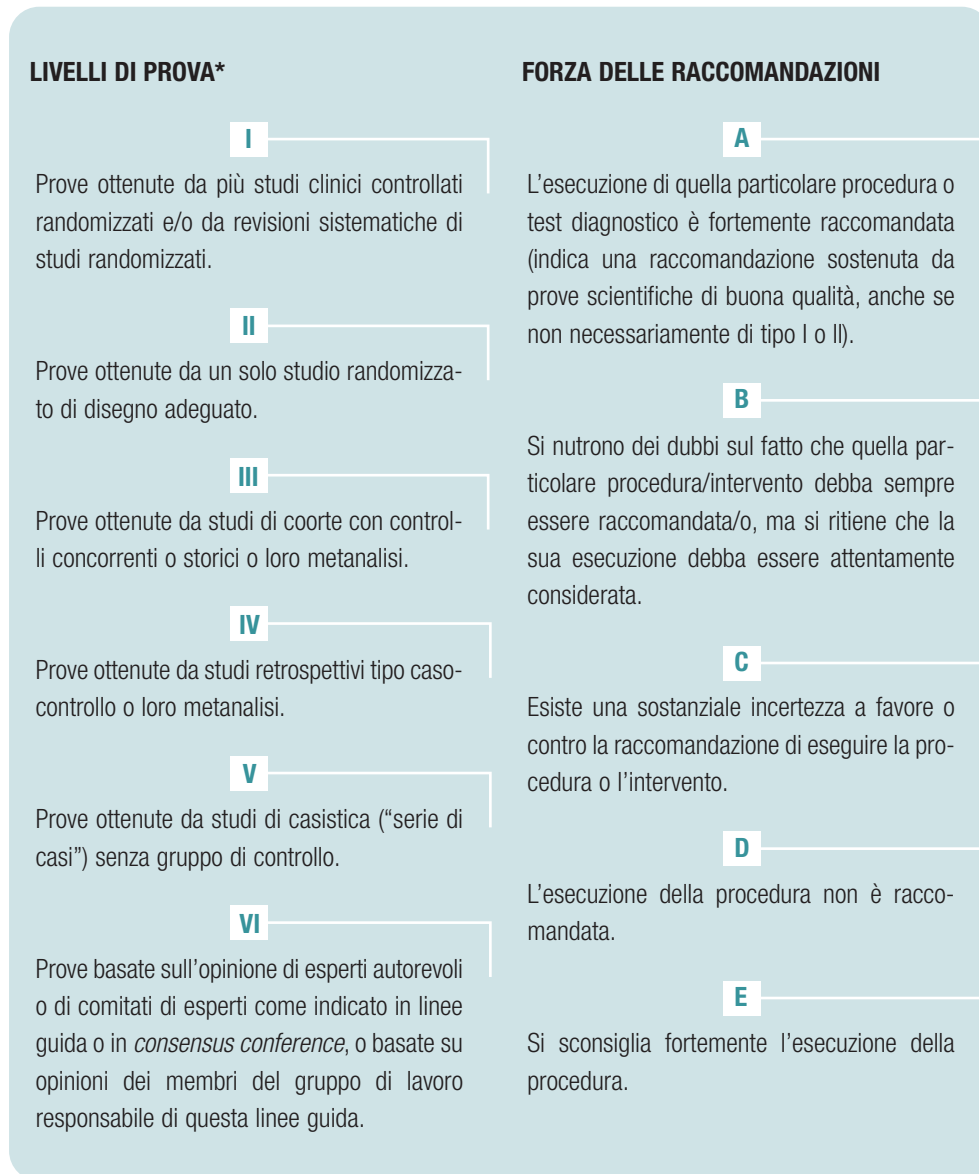 LIVELLI DI PROVA*
I
Prove ottenute da più studi clinici controllati
randomizzati e/o da revisioni sistematiche di
studi randomizzati.
II
Prove ottenute da un solo studio randomizza-
to di disegno adeguato.
III
Prove ottenute da studi di coorte con control-
li concorrenti o storici o loro metanalisi.
IV
Prove ottenute da studi retrospettivi tipo caso-
controllo o loro metanalisi.
V
Prove ottenute da studi di casistica (“serie di
casi”) senza gruppo di controllo.
VI
Prove basate sull’opinione di esperti autorevoli
o di comitati di esperti come indicato in linee
guida o in consensus conference, o basate su
opinioni dei membri del gruppo di lavoro
responsabile di questa linee guida.
FORZA DELLE RACCOMANDAZIONI
A
L’esecuzione di quella particolare procedura o
test diagnostico è fortemente raccomandata
(indica una raccomandazione sostenuta da
prove scientifiche di buona qualità, anche se
non necessariamente di tipo I o II).
B
Si nutrono dei dubbi sul fatto che quella par-
ticolare procedura/intervento debba sempre
essere raccomandata/o, ma si ritiene che la
sua esecuzione debba essere attentamente
considerata.
C
Esiste una sostanziale incertezza a favore o
contro la raccomandazione di eseguire la pro-
cedura o l’intervento.
D
L’esecuzione della procedura non è racco-
mandata.
E
Si sconsiglia fortemente l’esecuzione della
procedura.